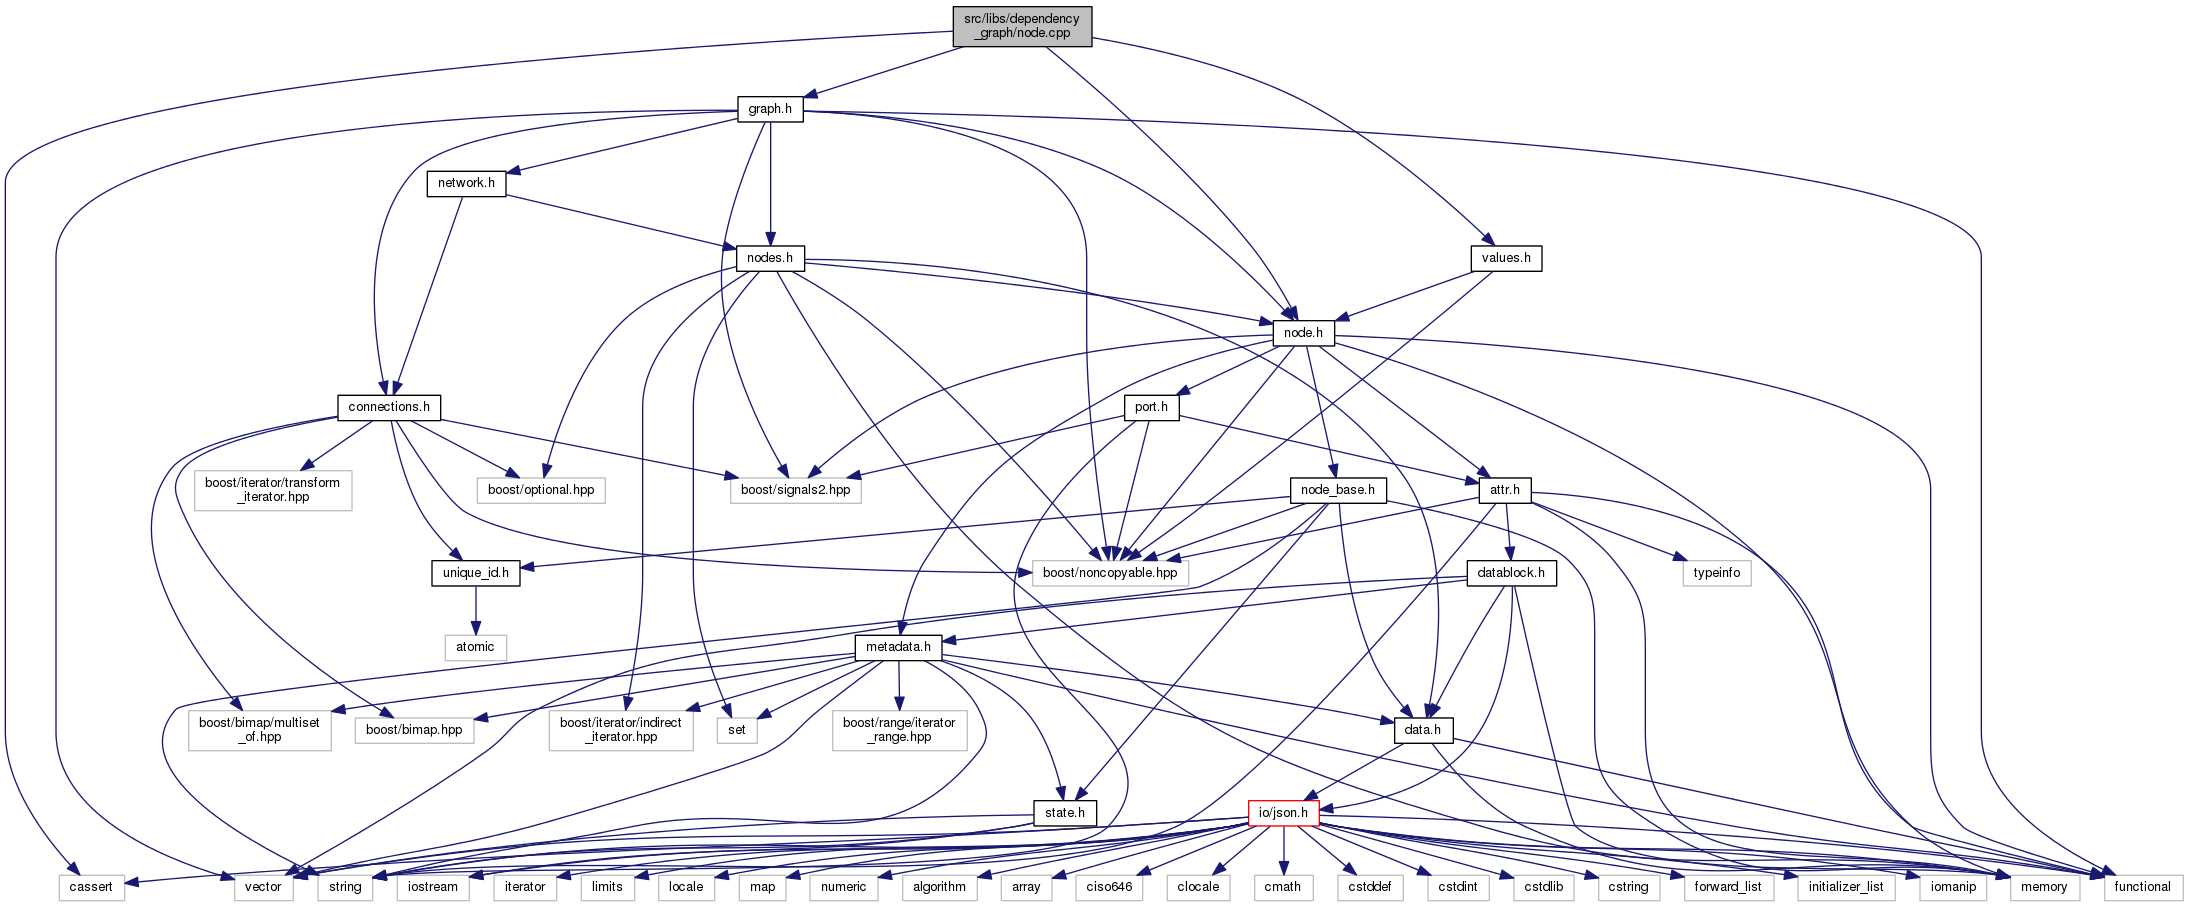 src/libs/dependency
_graph/node.cpp
graph.h
network.h
nodes.h
values.h
node.h
connections.h
port.h
boost/iterator/transform
_iterator.hpp
boost/optional.hpp
boost/signals2.hpp
node_base.h
attr.h
unique_id.h
boost/noncopyable.hpp
datablock.h
typeinfo
atomic
metadata.h
boost/bimap/multiset
_of.hpp
boost/bimap.hpp
boost/iterator/indirect
_iterator.hpp
set
boost/range/iterator
_range.hpp
data.h
state.h
io/json.h
cassert
vector
string
iostream
iterator
limits
locale
map
numeric
algorithm
array
ciso646
clocale
cmath
cstddef
cstdint
cstdlib
cstring
forward_list
initializer_list
iomanip
memory
functional